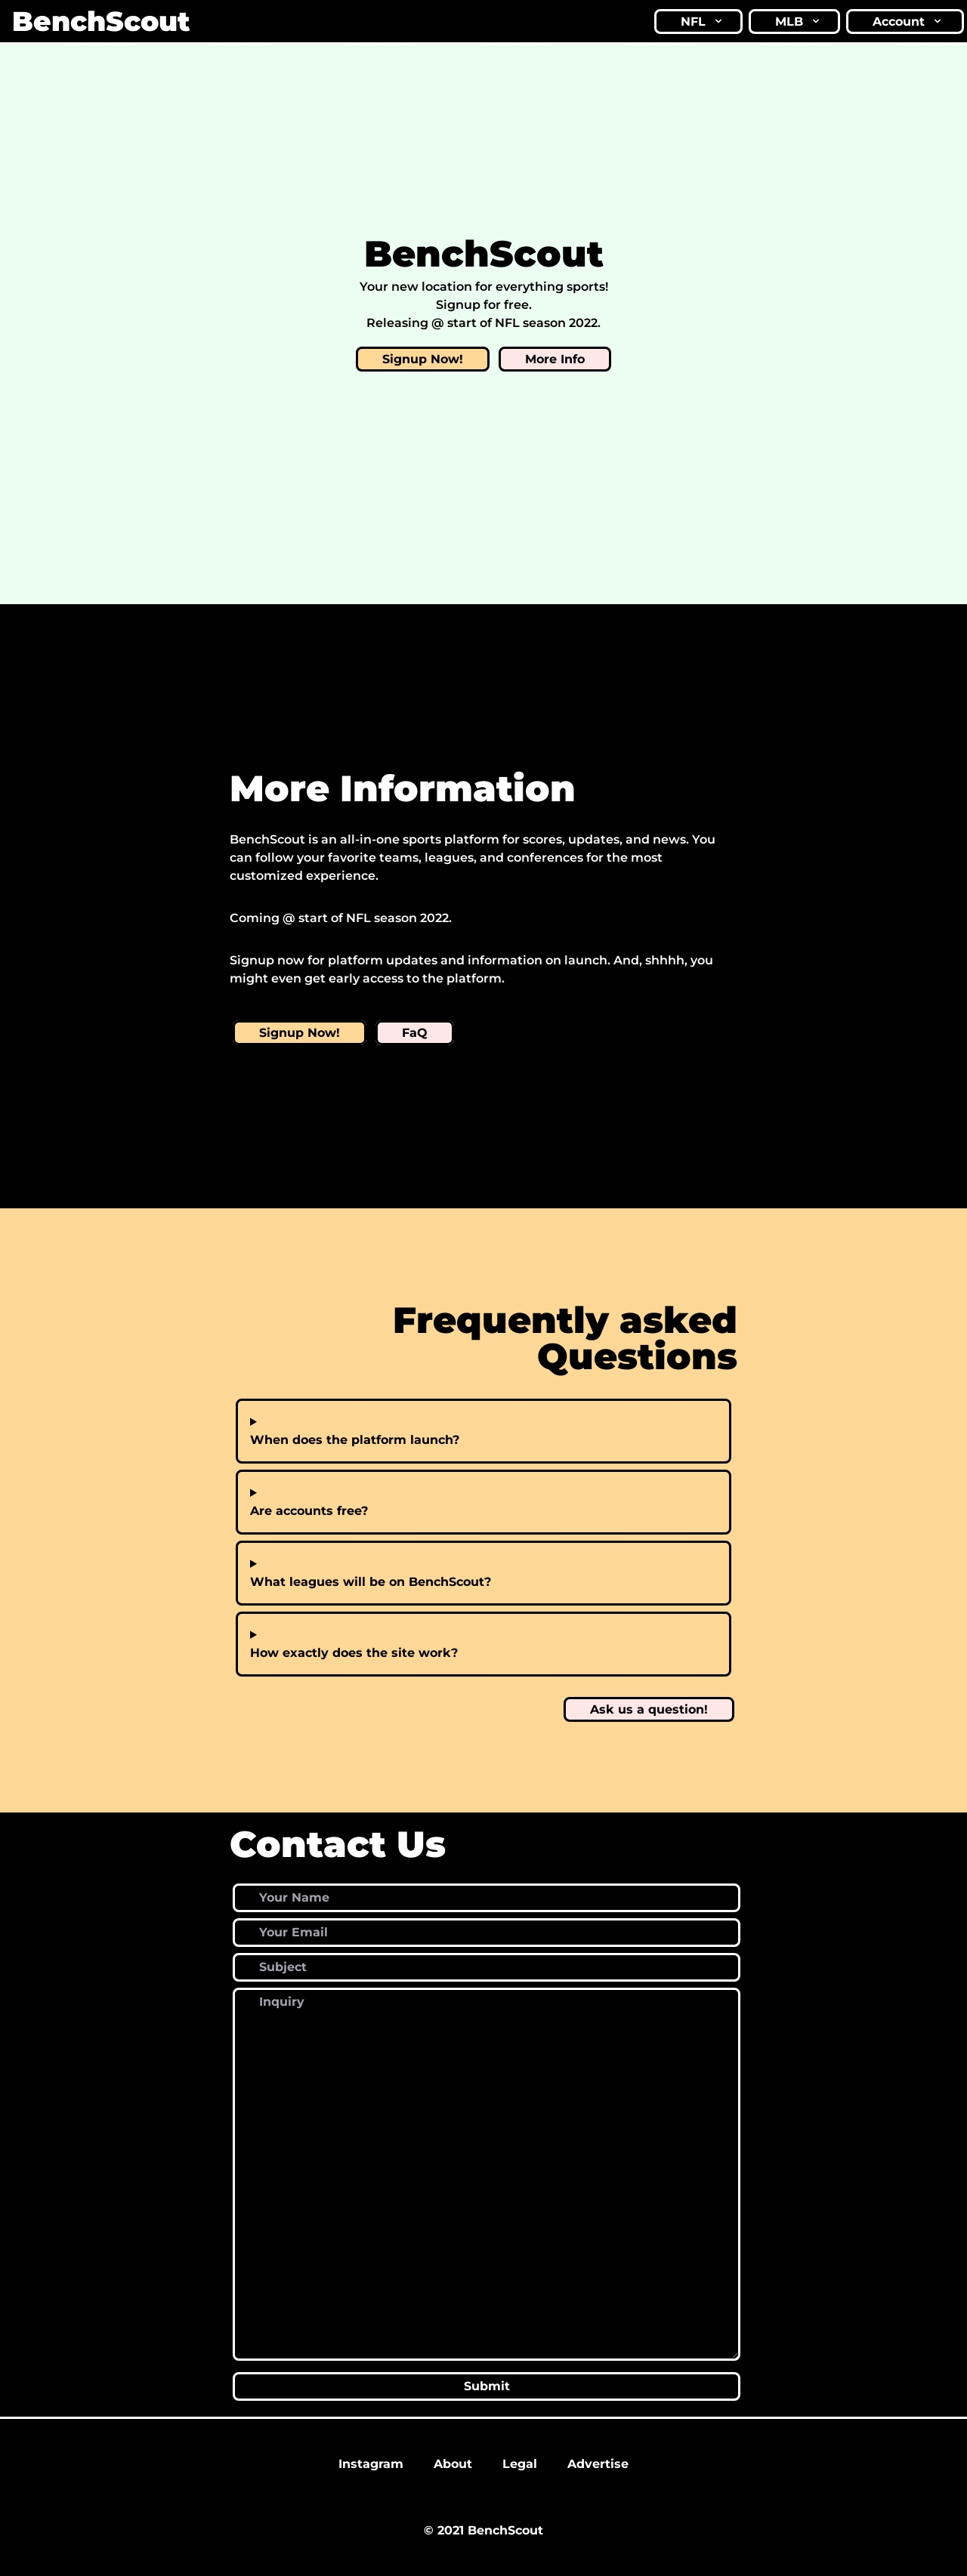 BenchScout
NFL
MLB
Account
BenchScout
Your new location for everything sports!
Signup for free.
Releasing @ start of NFL season 2022.
Signup Now!
More Info
More Information
BenchScout is an all-in-one sports platform for scores, updates, and news. You
can follow your favorite teams, leagues, and conferences for the most
customized experience.
Coming @ start of NFL season 2022.
Signup now for platform updates and information on launch. And, shhhh, you
might even get early access to the platform.
Signup Now!
FaQ
Frequently asked
Questions
When does the platform launch?
Are accounts free?
What leagues will be on BenchScout?
How exactly does the site work?
Ask us a question!
Contact Us
Your Name
Your Email
Subject
Inquiry
Submit
Instagram
About
Legal
Advertise
© 2021 BenchScout